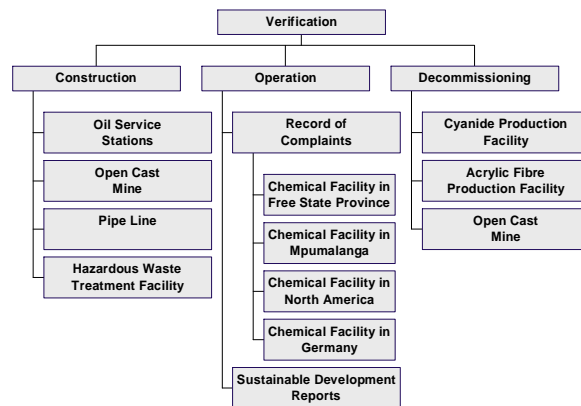 Verification
Construction
Operation
Decommissioning
Oil Service
Stations
Open Cast
Mine
Pipe Line
Hazardous Waste
Treatment Facility
Record of
Complaints
Chemical Facility in
Free State Province
Chemical Facility in
Mpumalanga
Chemical Facility in
North America
Chemical Facility in
Germany
Sustainable Development
Reports
Cyanide Production
Facility
Acrylic Fibre
Production Facility
Open Cast
Mine